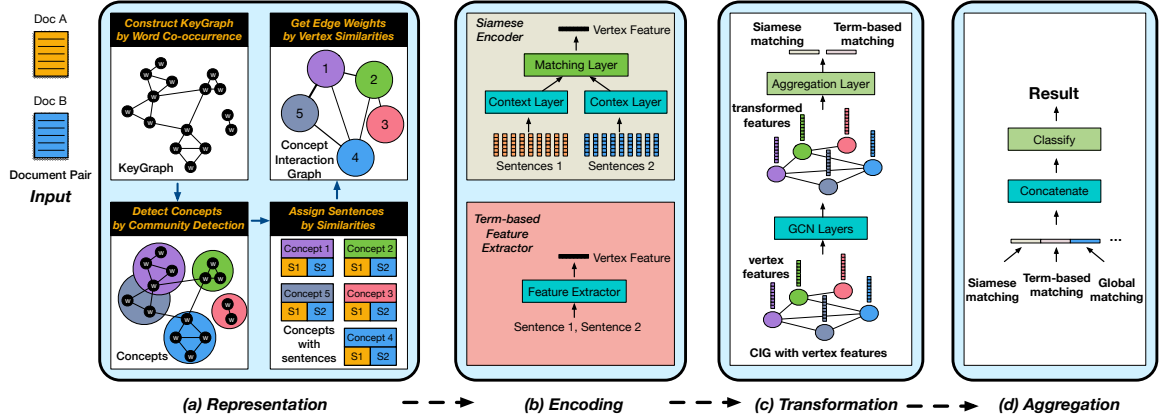 Doc A
Doc B
Document Pair
Input
Construct KeyGraph
by Word Co-occurrence
W W W W W W W W W W W W W W W W W
KeyGraph
Get Edge Weights
by Vertex Similarities
1
2
3
4
5
Concept
Interaction
Graph
Detect Concepts
by Community Detection
W W W W W W W W W W W W W W W W W
Concepts
Assign Sentences
by Similarities
Concept 1
S1 S2
Concept 2
S1 S2
Concept 5
S1 S2
Concept 3
S1 S2
Concept 4
S1 S2
Concepts
with
sentences
(a) Representation
Siamese
Encoder
Vertex Feature
Matching Layer
Context Layer
Contex Layer
Sentences 1
Sentences 2
Term-based
Feature
Extractor
Vertex Feature
Feature Extractor
Sentence 1, Sentence 2
(b) Encoding
Siamese
matching
Term-based
matching
Aggregation Layer
transformed
features
GCN Layers
vertex
features
CIG with vertex features
(c) Transformation
Result
Classify
Concatenate
...
Siamese
matching
Term-based
matching
Global
matching
(d) Aggregation